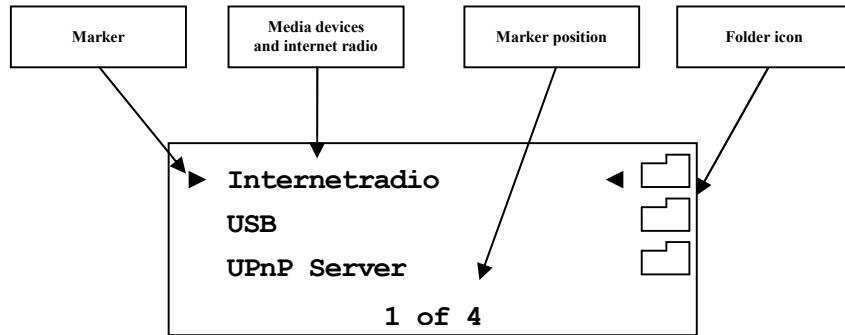 Marker
Media devices
and internet radio
Marker position
Folder icon
Internetradio
USB
UPnP Server
1 of 4